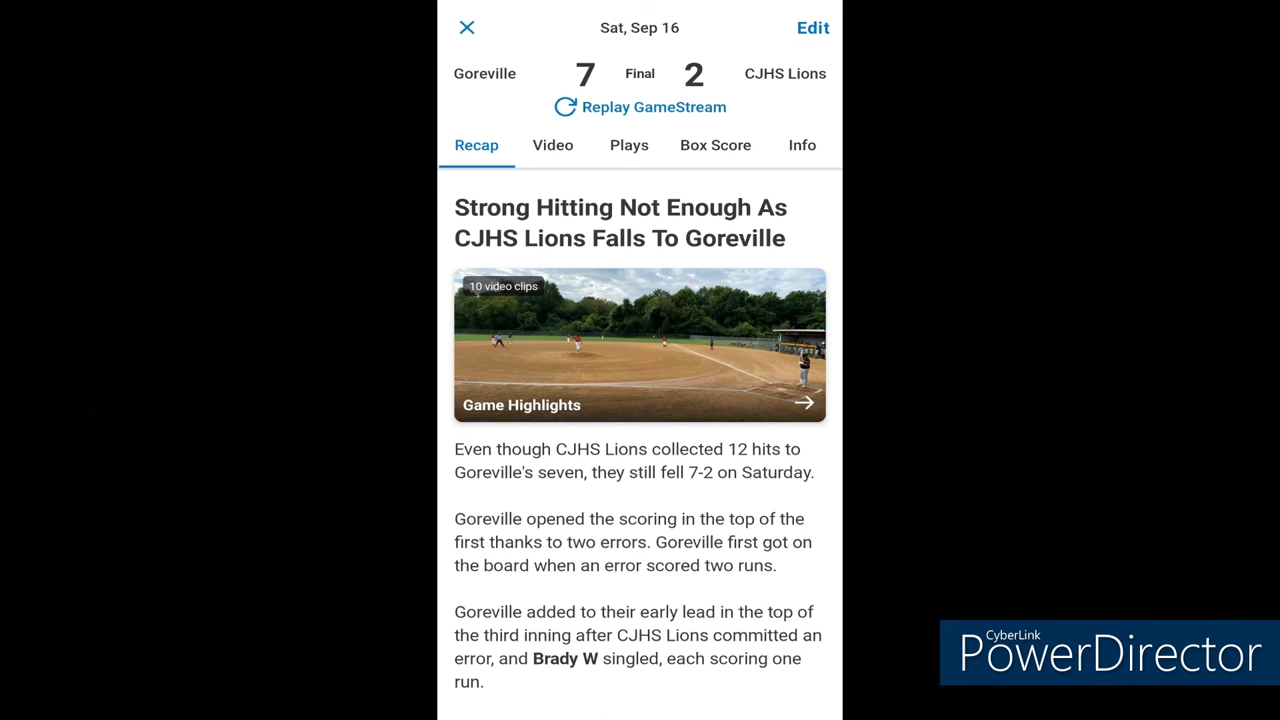 Sat, Sep 16
Edit
Goreville 7 Final 2 CJHS Lions
Replay GameStream
Recap Video Plays Box Score Info
Strong Hitting Not Enough As
CJHS Lions Falls To Goreville
10 video clips
Game Highlights
Even though CJHS Lions collected 12 hits to
Goreville's seven, they still fell 7-2 on Saturday.
Goreville opened the scoring in the top of the
first thanks to two errors. Goreville first got on
the board when an error scored two runs.
Goreville added to their early lead in the top of
the third inning after CJHS Lions committed an
error, and Brady W singled, each scoring one
run.
CyberLink
PowerDirector